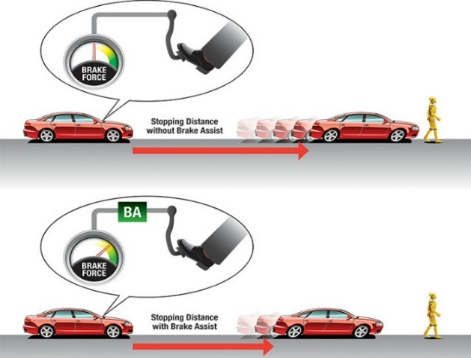 BRAKE
FORCE
Stopping Distance
without Brake Assist
BA
BRAKE
FORCE
Stopping Distance
with Brake Assist